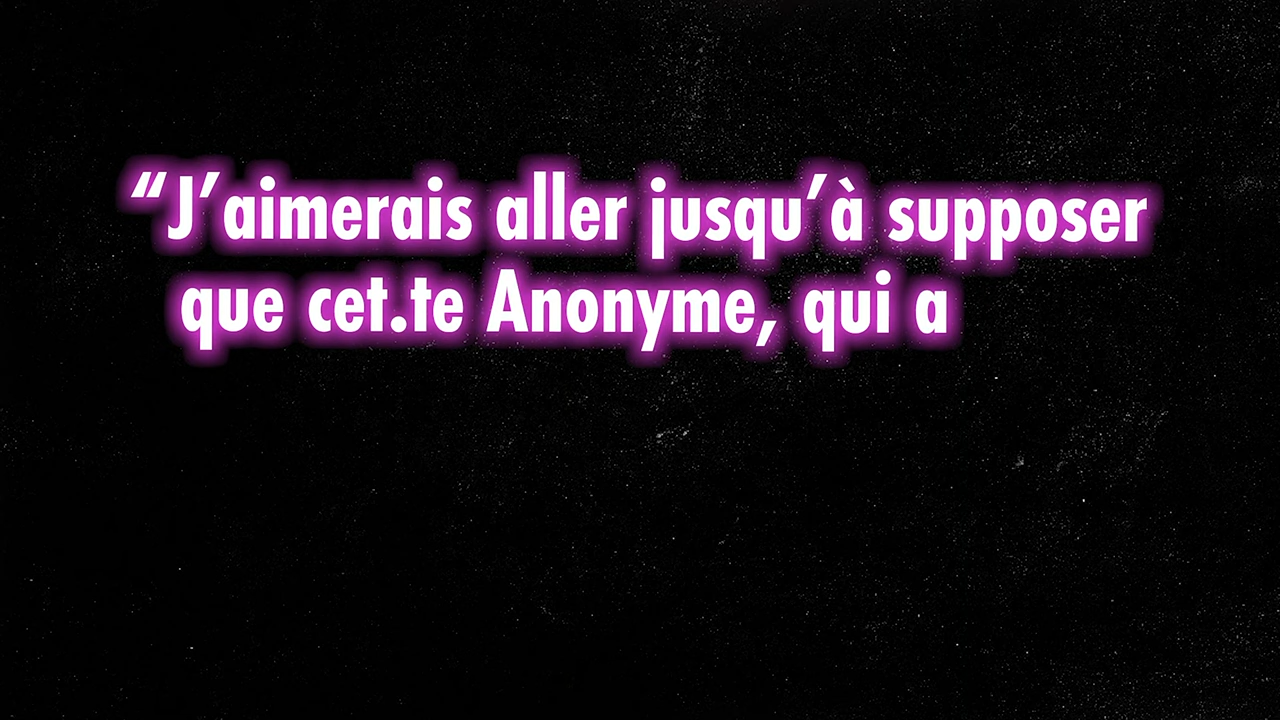 “J’aimerais aller jusqu’à supposer
que cet.te Anonyme, qui a